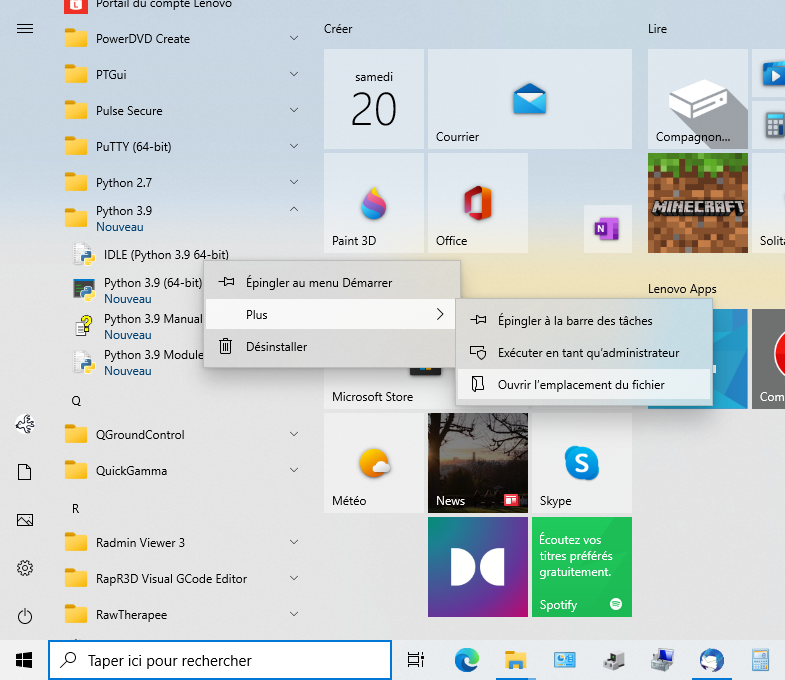 Portail du compte Lenovo
PowerDVD Create
PTGui
Pulse Secure
PuTTY (64-bit)
Python 2.7
Python 3.9
Nouveau
IDLE (Python 3.9 64-bit)
Python 3.9 (64-bit)
Nouveau
Python 3.9 Manual
Nouveau
Python 3.9 Module
Nouveau
Q
QGroundControl
QuickGamma
R
Radmin Viewer 3
RapR3D Visual GCode Editor
RawTherapee
Épingler au menu Démarrer
Plus
Désinstaller
Épingler à la barre des tâches
Exécuter en tant qu’administrateur
Ouvrir l’emplacement du fichier
Créer
samedi
20
Courrier
Paint 3D
Office
N
Microsoft Store
Météo
News
S
Skype
Écoutez vos
titres préférés
gratuitement.
Spotify
Lire
Compagnon...
MINECRAFT
Solita
Lenovo Apps
Com
Taper ici pour rechercher